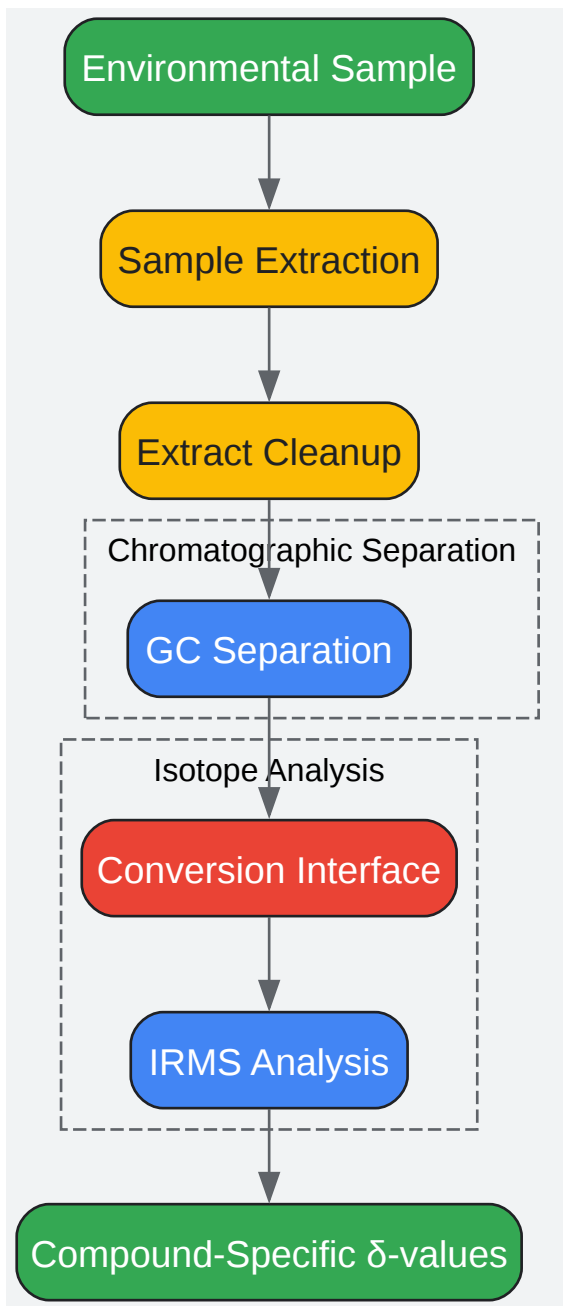 Environmental Sample
Sample Extraction
Extract Cleanup
Chromatographic Separation
GC Separation
Isotope Analysis
Conversion Interface
IRMS Analysis
Compound-Specific δ-values